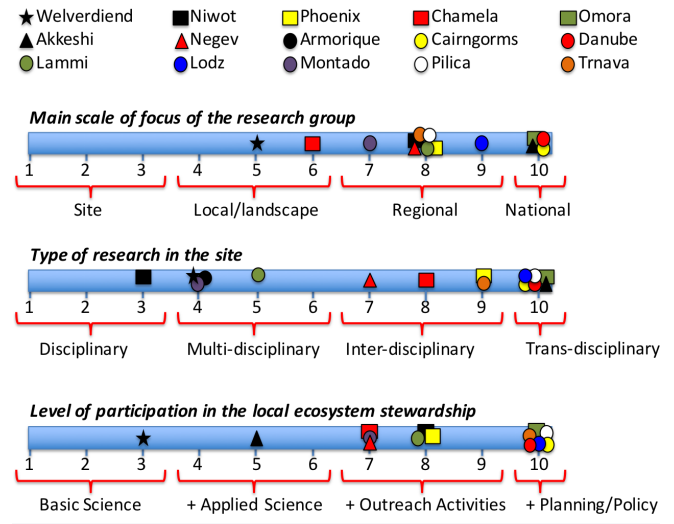 Welverdiend Niwot Phoenix Chamela Omora
Akkeshi Negev Armorique Cairngorms Danube
Lammi Lodz Montado Pilica Trnava
Main scale of focus of the research group
1 2 3 4 5 6 7 8 9 10
Site Local/landscape Regional National
Type of research in the site
1 2 3 4 5 6 7 8 9 10
Disciplinary Multi-disciplinary Inter-disciplinary Trans-disciplinary
Level of participation in the local ecosystem stewardship
1 2 3 4 5 6 7 8 9 10
Basic Science + Applied Science + Outreach Activities + Planning/Policy